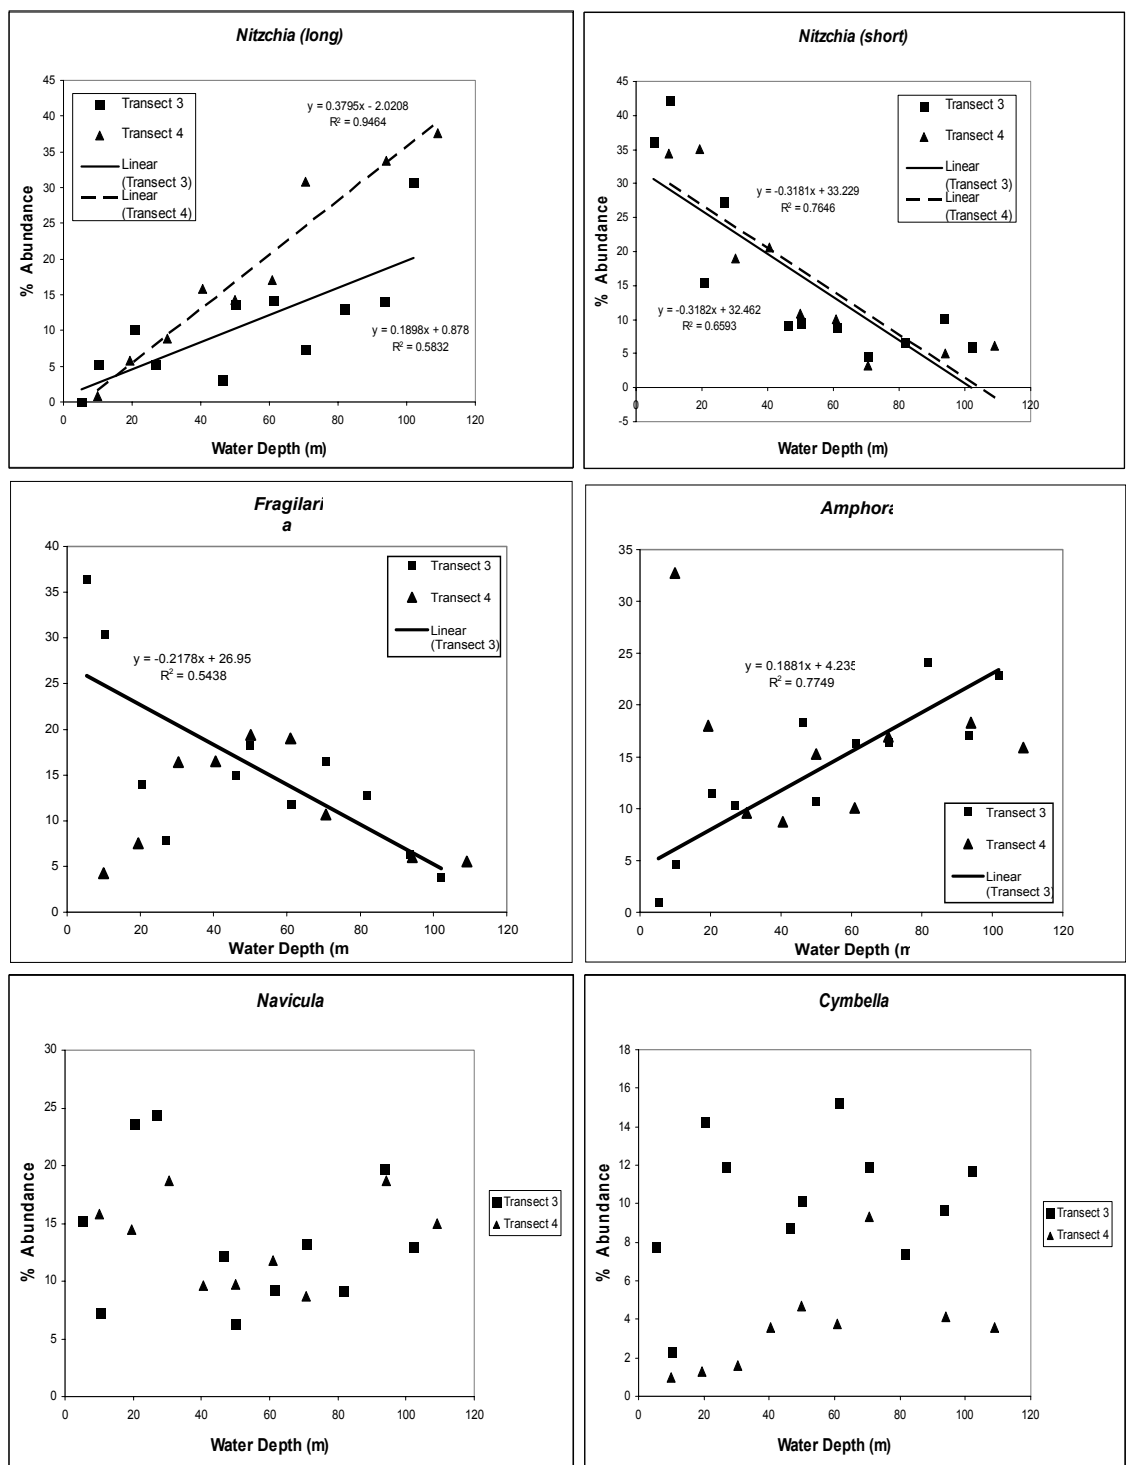 Nitzchia (long)
45
40
35
30
25
20
15
10
5
0
% Abundance
Transect 3
Transect 4
Linear
(Transect 3)
Linear
(Transect 4)
y = 0.3795x - 2.0208
R² = 0.9464
y = 0.1898x + 0.878
R² = 0.5832
0 20 40 60 80 100 120
Water Depth (m)
Nitzchia (short)
45
40
35
30
25
20
15
10
5
0
-5
% Abundance
Transect 3
Transect 4
Linear
(Transect 3)
Linear
(Transect 4)
y = -0.3181x + 33.229
R² = 0.7646
y = -0.3182x + 32.462
R² = 0.6593
0 20 40 60 80 100 120
Water Depth (m)
Fragilari
a
40
35
30
25
20
15
10
5
0
Transect 3
Transect 4
Linear
(Transect 3)
y = -0.2178x + 26.95
R² = 0.5438
0 20 40 60 80 100 120
Water Depth (m
Amphora
35
30
25
20
15
10
5
0
y = 0.1881x + 4.235
R² = 0.7749
Transect 3
Transect 4
Linear
(Transect 3)
0 20 40 60 80 100 120
Water Depth (m
Navicula
30
25
20
15
10
5
0
% Abundance
Transect 3
Transect 4
0 20 40 60 80 100 120
Water Depth (m)
Cymbella
18
16
14
12
10
8
6
4
2
0
% Abundance
Transect 3
Transect 4
0 20 40 60 80 100 120
Water Depth (m)